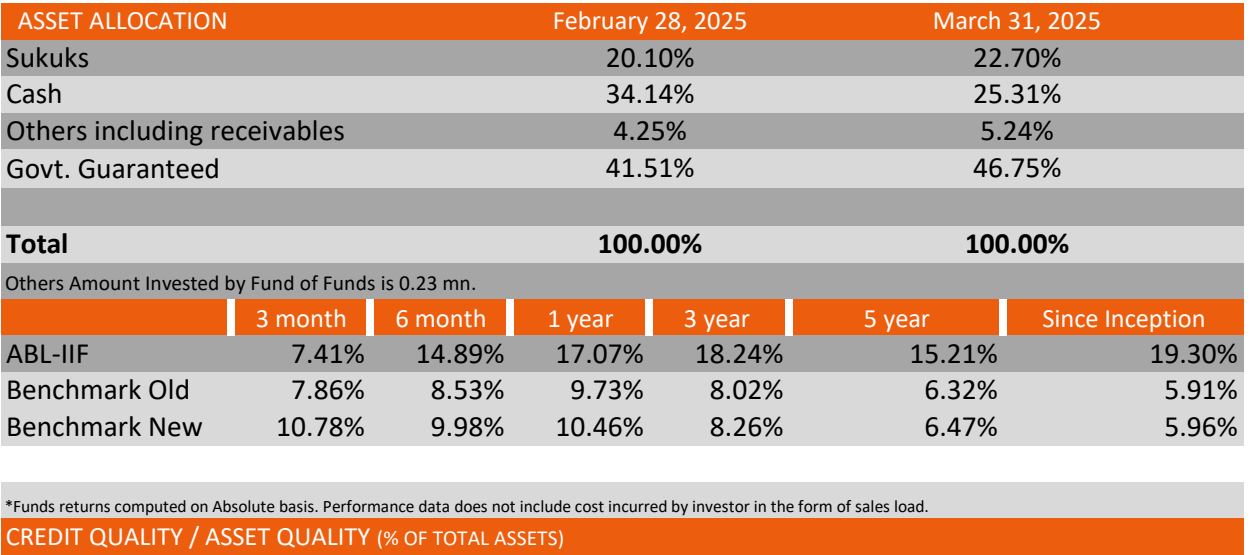 ASSET ALLOCATION February 28, 2025 March 31, 2025
Sukuks 20.10% 22.70%
Cash 34.14% 25.31%
Others including receivables 4.25% 5.24%
Govt. Guaranteed 41.51% 46.75%
Total 100.00% 100.00%
Others Amount Invested by Fund of Funds is 0.23 mn.
3 month 6 month 1 year 3 year 5 year Since Inception
ABL-IIF 7.41% 14.89% 17.07% 18.24% 15.21% 19.30%
Benchmark Old 7.86% 8.53% 9.73% 8.02% 6.32% 5.91%
Benchmark New 10.78% 9.98% 10.46% 8.26% 6.47% 5.96%
*Funds returns computed on Absolute basis. Performance data does not include cost incurred by investor in the form of sales load.
CREDIT QUALITY / ASSET QUALITY (% OF TOTAL ASSETS)